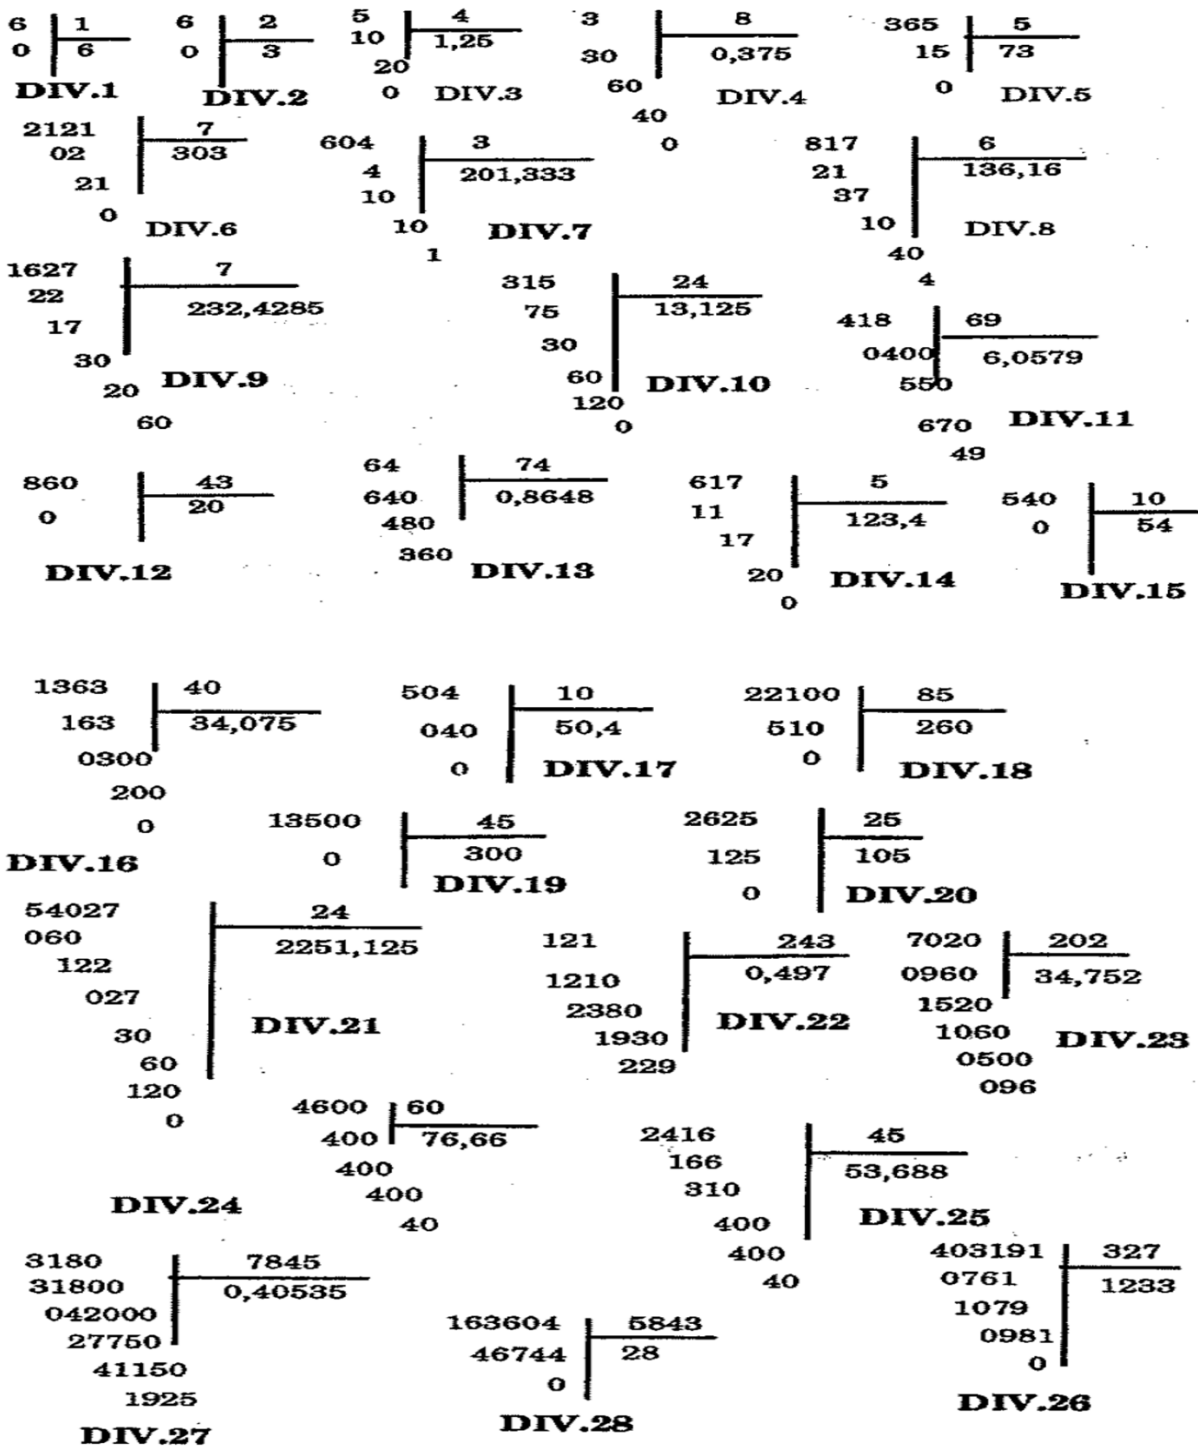 6 1 6 2 5 4 3 8 365 5
0 6 0 3 10 1,25 30 0,375 15 73
DIV.1 DIV.2 20 60 0
0 DIV.3 40 DIV.4 DIV.5
0
2121 7 604 3 817 6
02 303 4 201,333 21 136,16
21 10 37
0 DIV.6 10 DIV.7 10 DIV.8
1 40
4
1627 7 315 24 418 69
22 232,4285 75 13,125 0400 6,0579
17 30 550
30 DIV.9 60 DIV.10 670 DIV.11
20 120 49
60 0
860 43 64 74 617 5 540 10
0 20 640 0,8648 11 123,4 0 54
480 17
DIV.12 360 DIV.13 20 DIV.14 DIV.15
0
1363 40 504 10 22100 85
163 34,075 040 50,4 510 260
0300 0 DIV.17 0 DIV.18
200
0
DIV.16
13500 45 2625 25
0 300 125 105
DIV.19 0 DIV.20
54027 24 121 243 7020 202
060 2251,125 1210 0,497 0960 34,752
122 2380 1520
027 DIV.21 1930 DIV.22 1060 DIV.23
30 229 0500
60 096
120
0
4600 60 2416 45
400 76,66 166 53,688
400 310
400 400 DIV.25
DIV.24 40 400
40
3180 7845 163604 5843 403191 327
31800 0,40535 46744 28 0761 1233
042000 0 1079
27750 0981
41150 0
1925
DIV.27 DIV.28 DIV.26